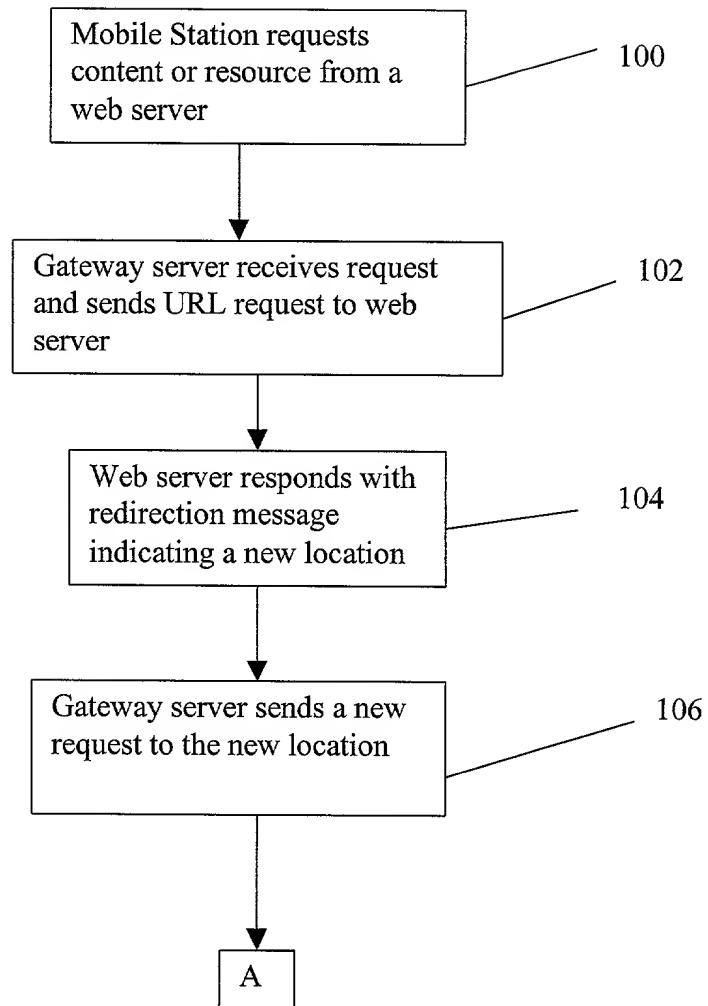 Mobile Station requests
content or resource from a
web server
100
Gateway server receives request
and sends URL request to web
server
102
Web server responds with
redirection message
indicating a new location
104
Gateway server sends a new
request to the new location
106
A